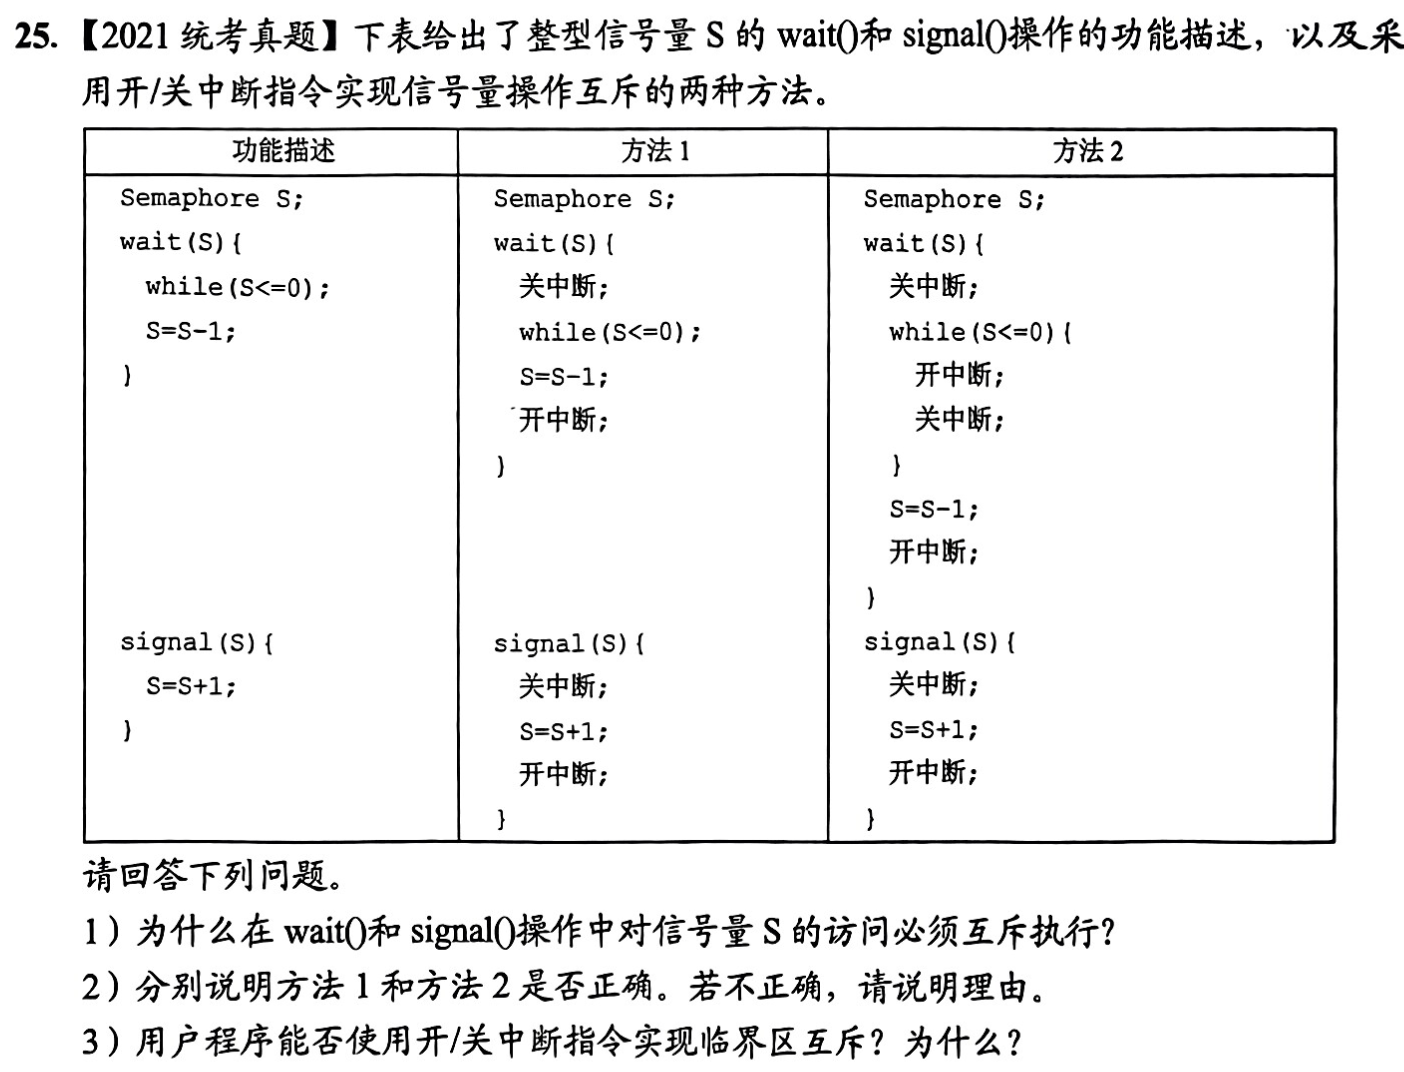 25.【2021 统考真题】下表给出了整型信号量 S 的 wait()和 signal()操作的功能描述，以及采
用开/关中断指令实现信号量操作互斥的两种方法。
功能描述 方法 1 方法 2
Semaphore S; Semaphore S; Semaphore S;
wait(S){ wait(S){ wait(S){
while(S<=0); 关中断; 关中断;
S=S-1; while(S<=0); while(S<=0){
} S=S-1; 开中断;
开中断; 关中断;
} }
S=S-1;
开中断;
}
signal(S){ signal(S){ signal(S){
S=S+1; 关中断; 关中断;
} S=S+1; S=S+1;
开中断; 开中断;
} }
请回答下列问题。
1）为什么在 wait()和 signal()操作中对信号量 S 的访问必须互斥执行？
2）分别说明方法 1 和方法 2 是否正确。若不正确，请说明理由。
3）用户程序能否使用开/关中断指令实现临界区互斥？为什么？